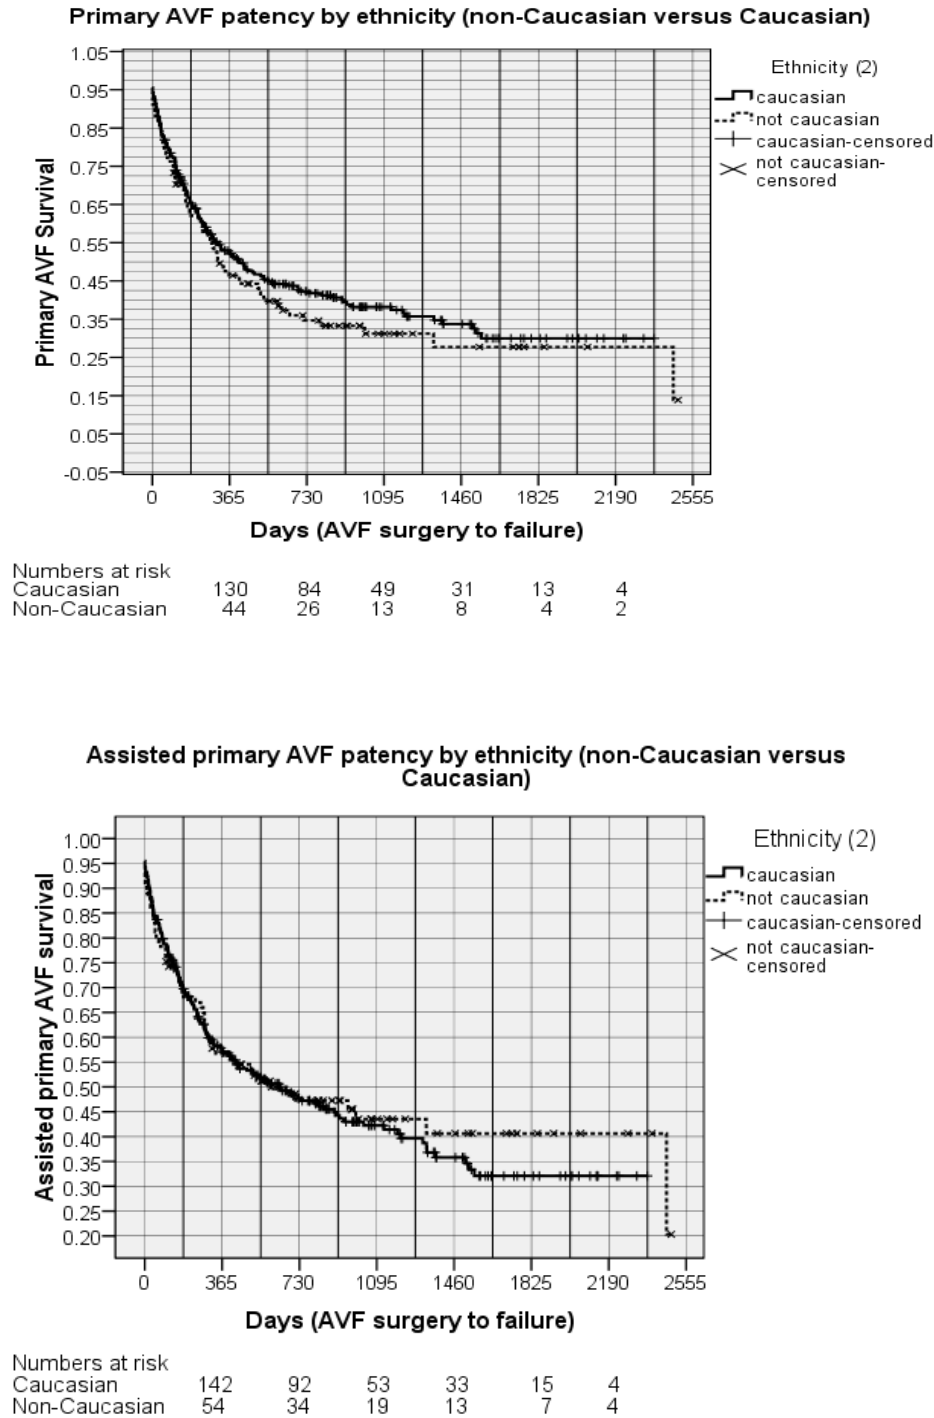 Primary AVF patency by ethnicity (non-Caucasian versus Caucasian)
1.05
0.95
0.85
0.75
0.65
0.55
0.45
0.35
0.25
0.15
0.05
-0.05
Primary AVF Survival
0 365 730 1095 1460 1825 2190 2555
Days (AVF surgery to failure)
Ethnicity (2)
caucasian
not caucasian
caucasian-censored
not caucasian-
censored
Numbers at risk
Caucasian 130 84 49 31 13 4
Non-Caucasian 44 26 13 8 4 2
Assisted primary AVF patency by ethnicity (non-Caucasian versus
Caucasian)
1.00
0.95
0.90
0.85
0.80
0.75
0.70
0.65
0.60
0.55
0.50
0.45
0.40
0.35
0.30
0.25
0.20
Assisted primary AVF survival
0 365 730 1095 1460 1825 2190 2555
Days (AVF surgery to failure)
Ethnicity (2)
caucasian
not caucasian
caucasian-censored
not caucasian-
censored
Numbers at risk
Caucasian 142 92 53 33 15 4
Non-Caucasian 54 34 19 13 7 4